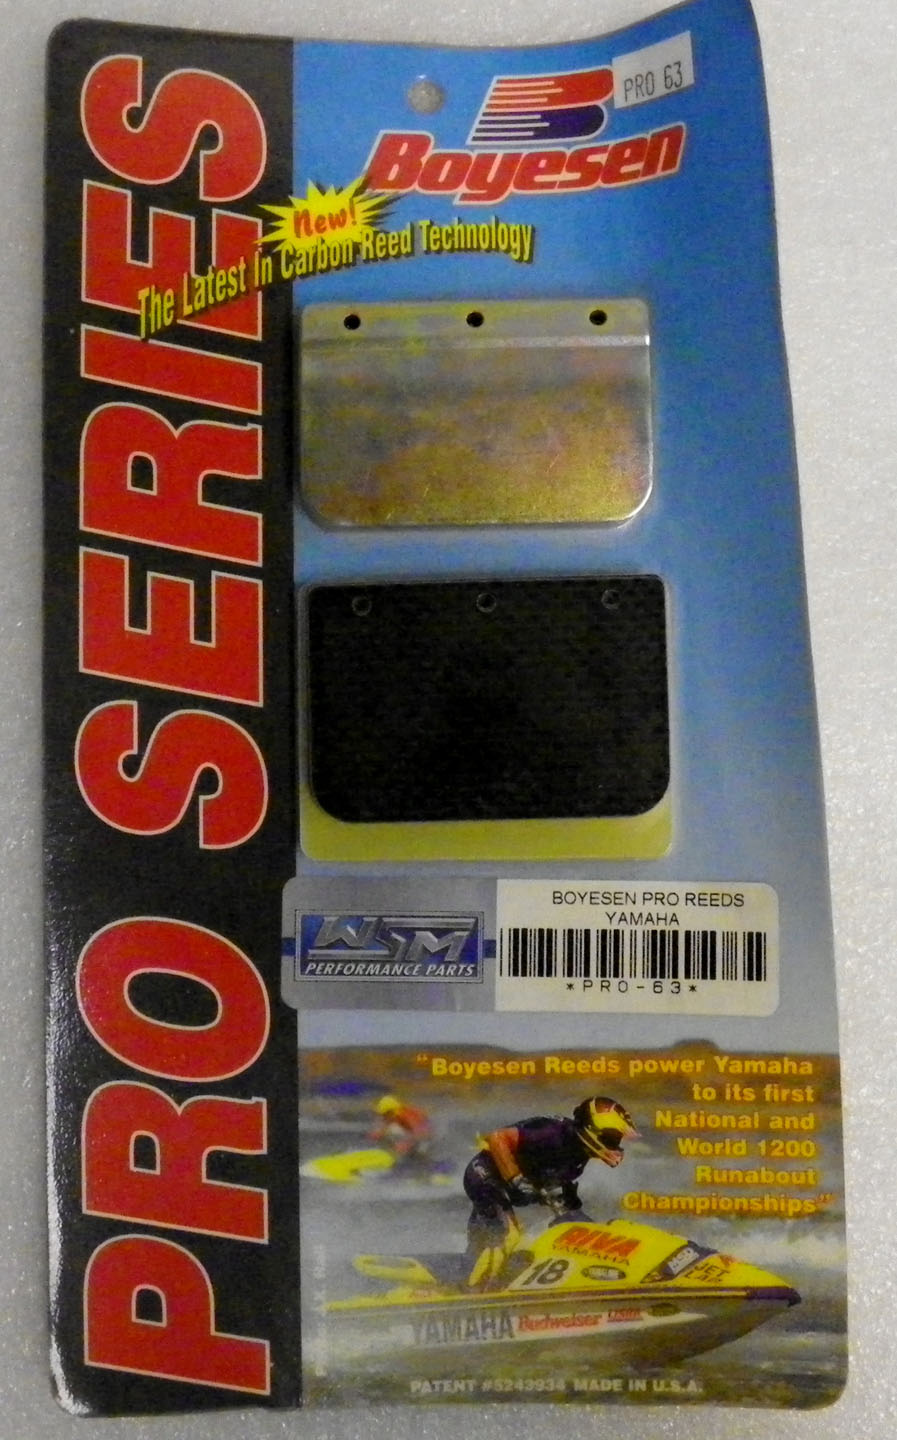 PRO SERIES
Boyesen
PRO 63
New!
The Latest In Carbon Reed Technology
WSM
PERFORMANCE PARTS
BOYESEN PRO REEDS
YAMAHA
*PRO-63*
"Boyesen Reeds power Yamaha
to its first
National and
World 1200
Runabout
Championships"
RIVA
YAMAHA
18
YAMAHA Budweiser
PATENT #5243934 MADE IN U.S.A.